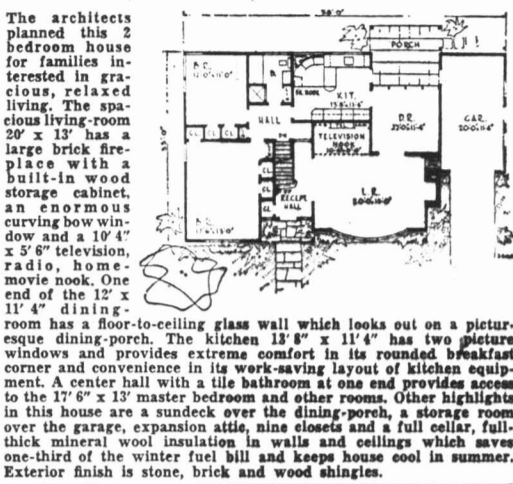 The architects
planned this 2
bedroom house
for families in-
terested in gra-
cious, relaxed
living. The spa-
cious living-room
20' x 13' has a
large brick fire-
place with a
built-in wood
storage cabinet,
an enormous
curving bow win-
dow and a 10' 4"
x 5' 6" television,
radio, home-
movie nook. One
end of the 12' x
11' 4" dining-
room has a floor-to-ceiling glass wall which looks out on a pictur-
esque dining-porch. The kitchen 13' 8" x 11' 4" has two picture
windows and provides extreme comfort in its rounded breakfast
corner and convenience in its work-saving layout of kitchen equip-
ment. A center hall with a tile bathroom at one end provides access
to the 17' 6" x 13' master bedroom and other rooms. Other highlights
in this house are a sundeck over the dining-porch, a storage room
over the garage, expansion attic, nine closets and a full cellar, full-
thick mineral wool insulation in walls and ceilings which saves
one-third of the winter fuel bill and keeps house cool in summer.
Exterior finish is stone, brick and wood shingles.
PORCH
B.R.
KIT.
HALL
D.R.
GAR.
CL CL CL
TELEVISION
NOOK
CL
CL
CL
RECEP.
HALL
L.R.
B.R.